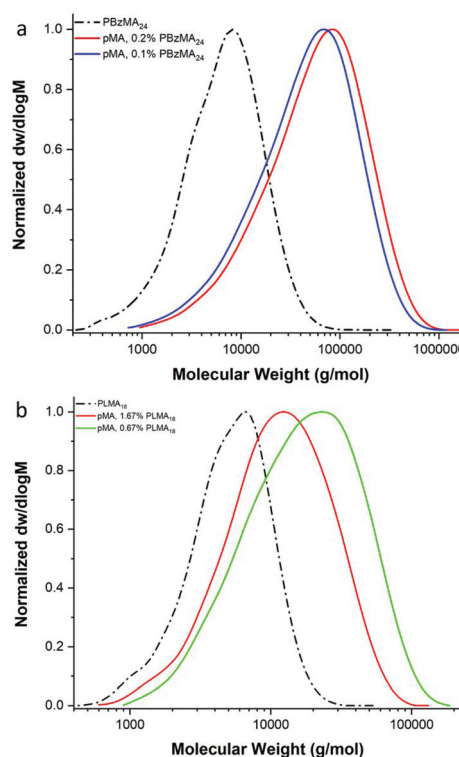 a
PBzMA₂₄
pMA, 0.2% PBzMA₂₄
pMA, 0.1% PBzMA₂₄
Normalized dw/dlogM
1.0
0.8
0.6
0.4
0.2
0.0
1000 10000 100000 1000000
Molecular Weight (g/mol)
b
PLMA₁₈
pMA, 1.67% PLMA₁₈
pMA, 0.67% PLMA₁₈
Normalized dw/dlogM
1.0
0.8
0.6
0.4
0.2
0.0
1000 10000 100000
Molecular Weight (g/mol)